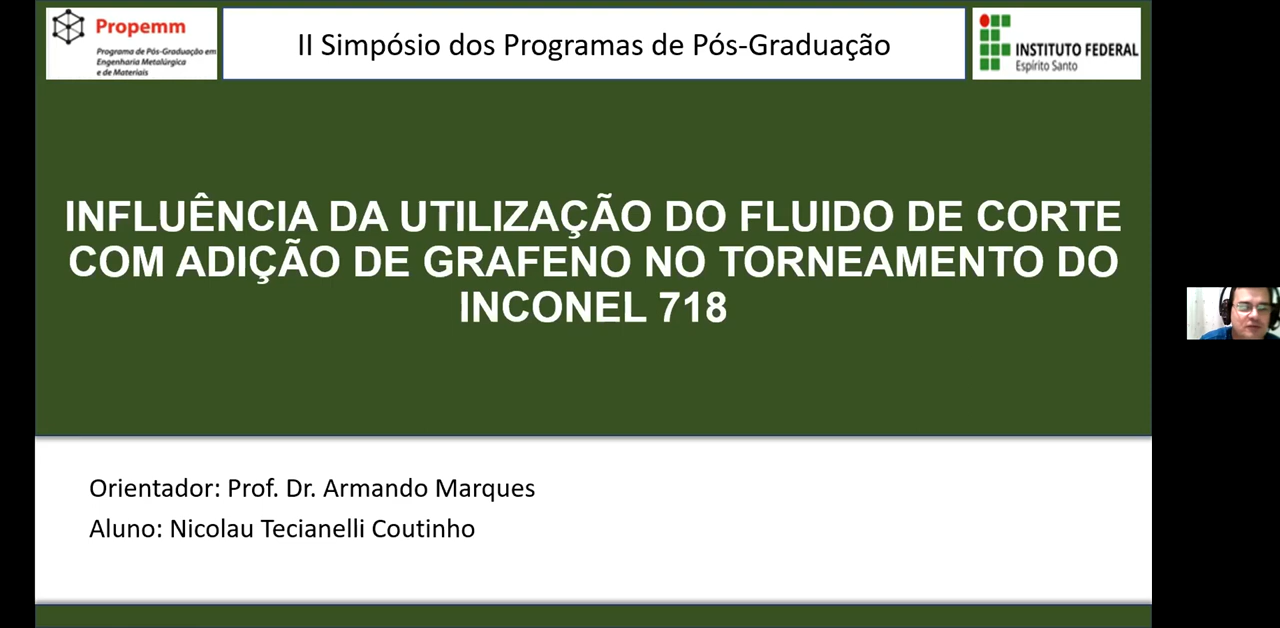 Propemm
Programa de Pós-Graduação em
Engenharia Metalúrgica
e de Materiais
II Simpósio dos Programas de Pós-Graduação
INSTITUTO FEDERAL
Espírito Santo
INFLUÊNCIA DA UTILIZAÇÃO DO FLUIDO DE CORTE
COM ADIÇÃO DE GRAFENO NO TORNEAMENTO DO
INCONEL 718
Orientador: Prof. Dr. Armando Marques
Aluno: Nicolau Tecianelli Coutinho